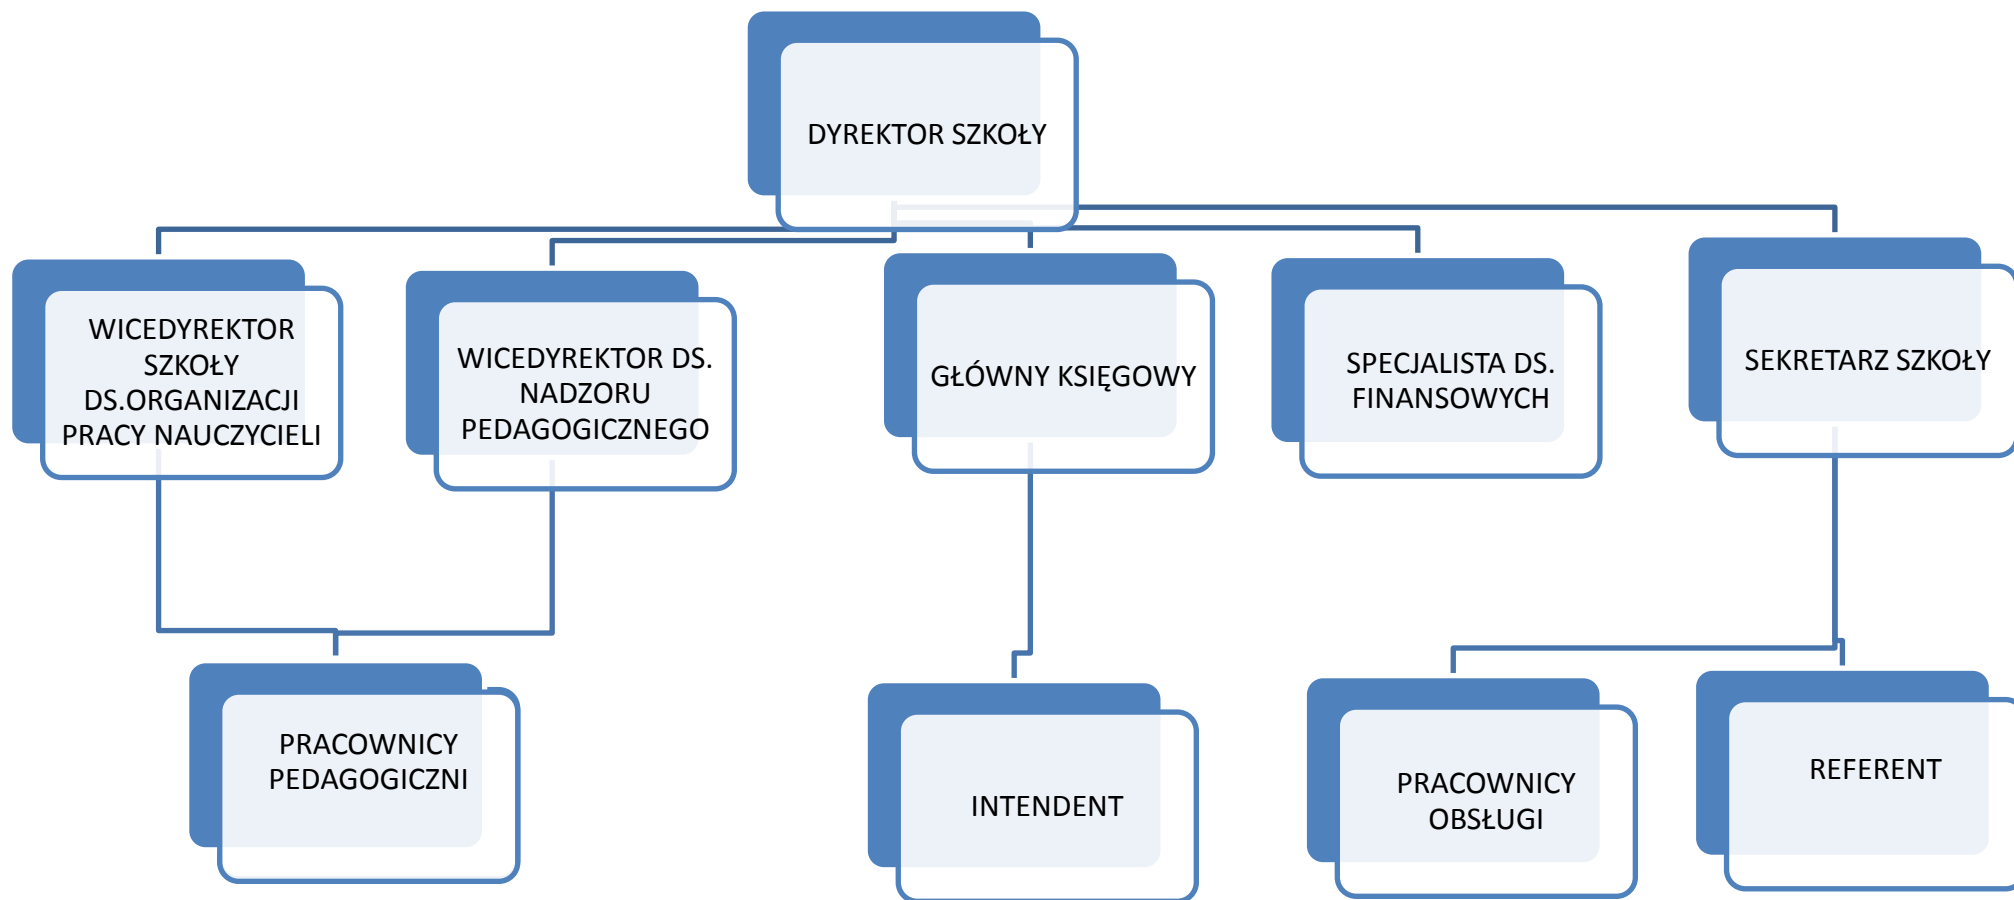 DYREKTOR SZKOŁY
WICEDYREKTOR
SZKOŁY
DS.ORGANIZACJI
PRACY NAUCZYCIELI
WICEDYREKTOR DS.
NADZORU
PEDAGOGICZNEGO
GŁÓWNY KSIĘGOWY
SPECJALISTA DS.
FINANSOWYCH
SEKRETARZ SZKOŁY
PRACOWNICY
PEDAGOGICZNI
INTENDENT
PRACOWNICY
OBSŁUGI
REFERENT